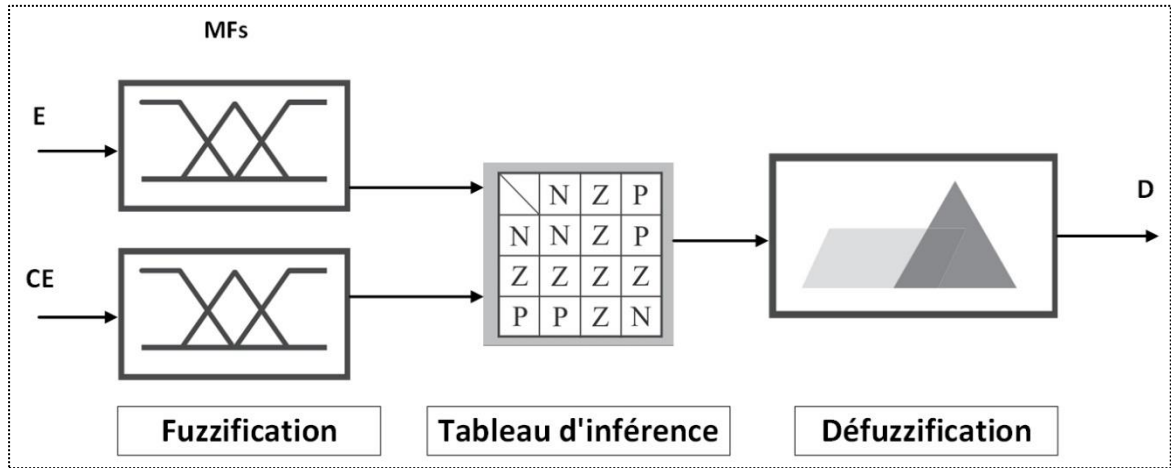 MFs
E
CE
N Z P
N N Z P
Z Z Z Z
P P Z N
D
Fuzzification
Tableau d'inférence
Défuzzification